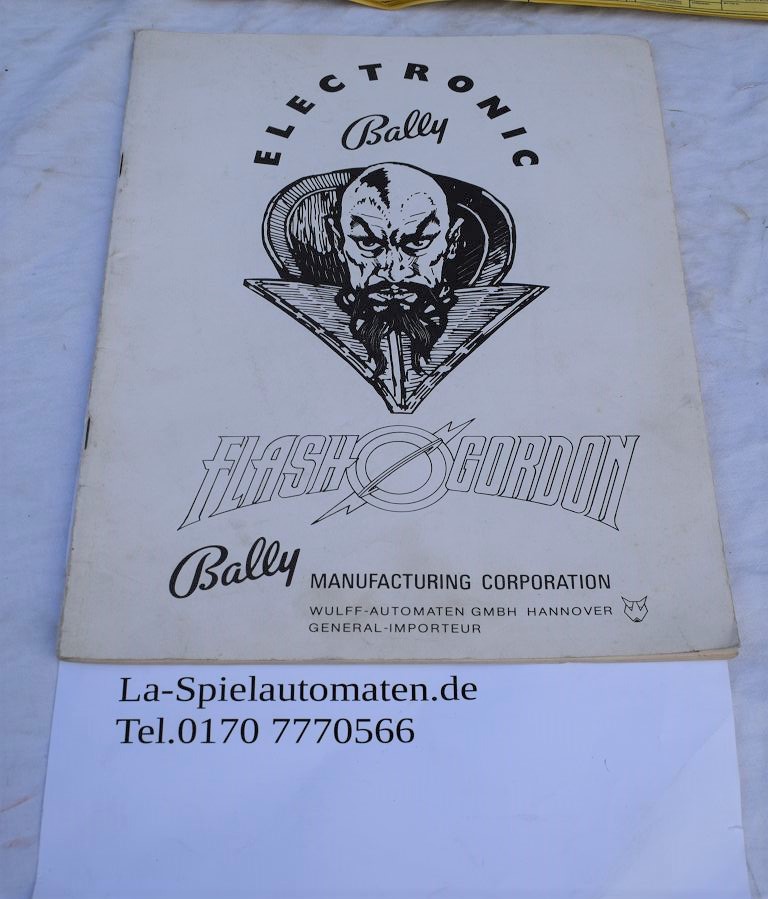 ELECTRONIC
Bally
FLASH GORDON
Bally MANUFACTURING CORPORATION
WULFF-AUTOMATEN GMBH HANNOVER
GENERAL-IMPORTEUR
La-Spielautomaten.de
Tel.0170 7770566